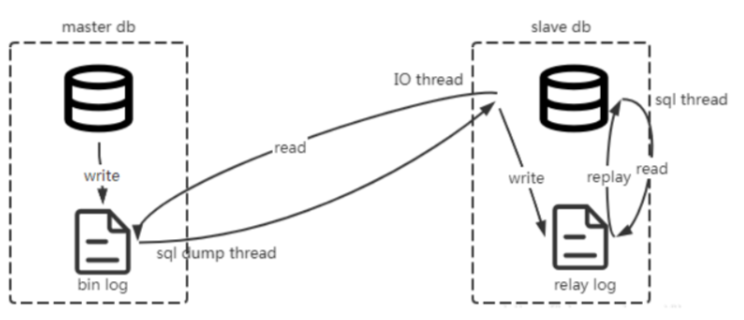 master db
slave db
IO thread
sql thread
read
write
write
replay
read
sql dump thread
bin log
relay log